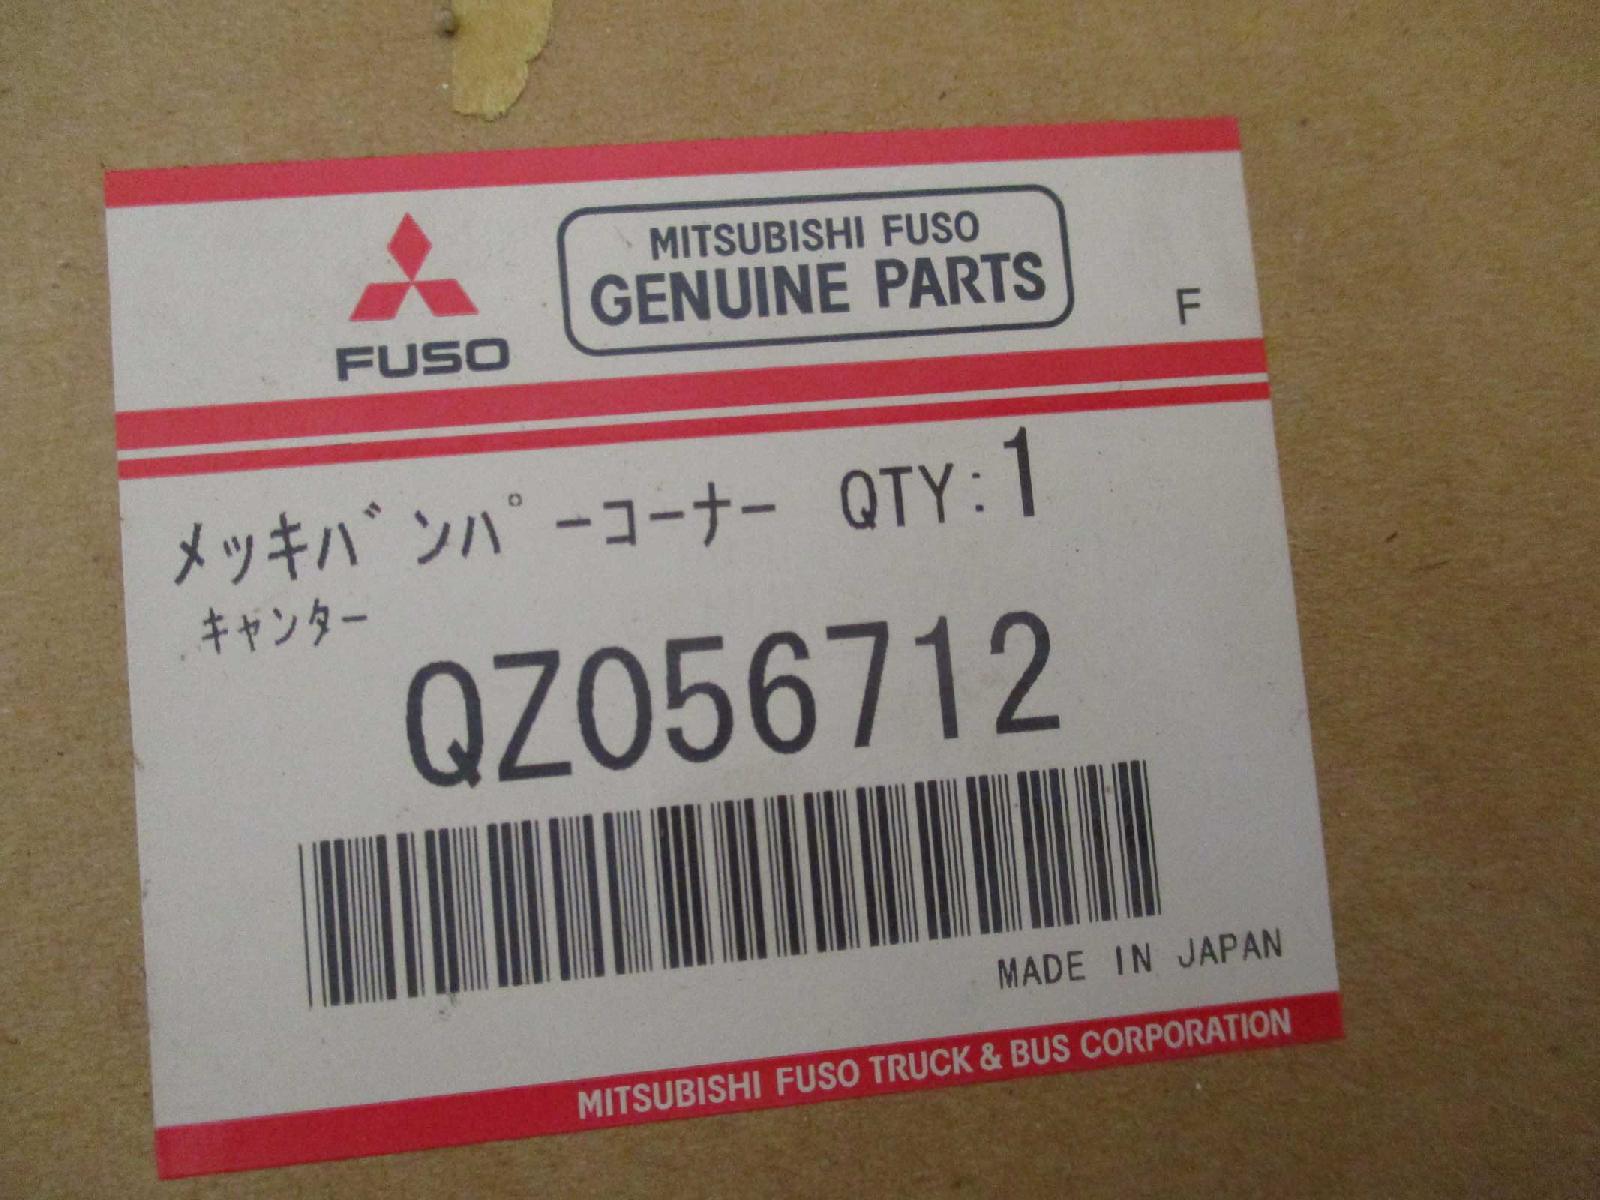 FUSO
MITSUBISHI FUSO
GENUINE PARTS
F
メッキバンパーコーナー QTY:1
キャンター
QZ056712
MADE IN JAPAN
MITSUBISHI FUSO TRUCK & BUS CORPORATION